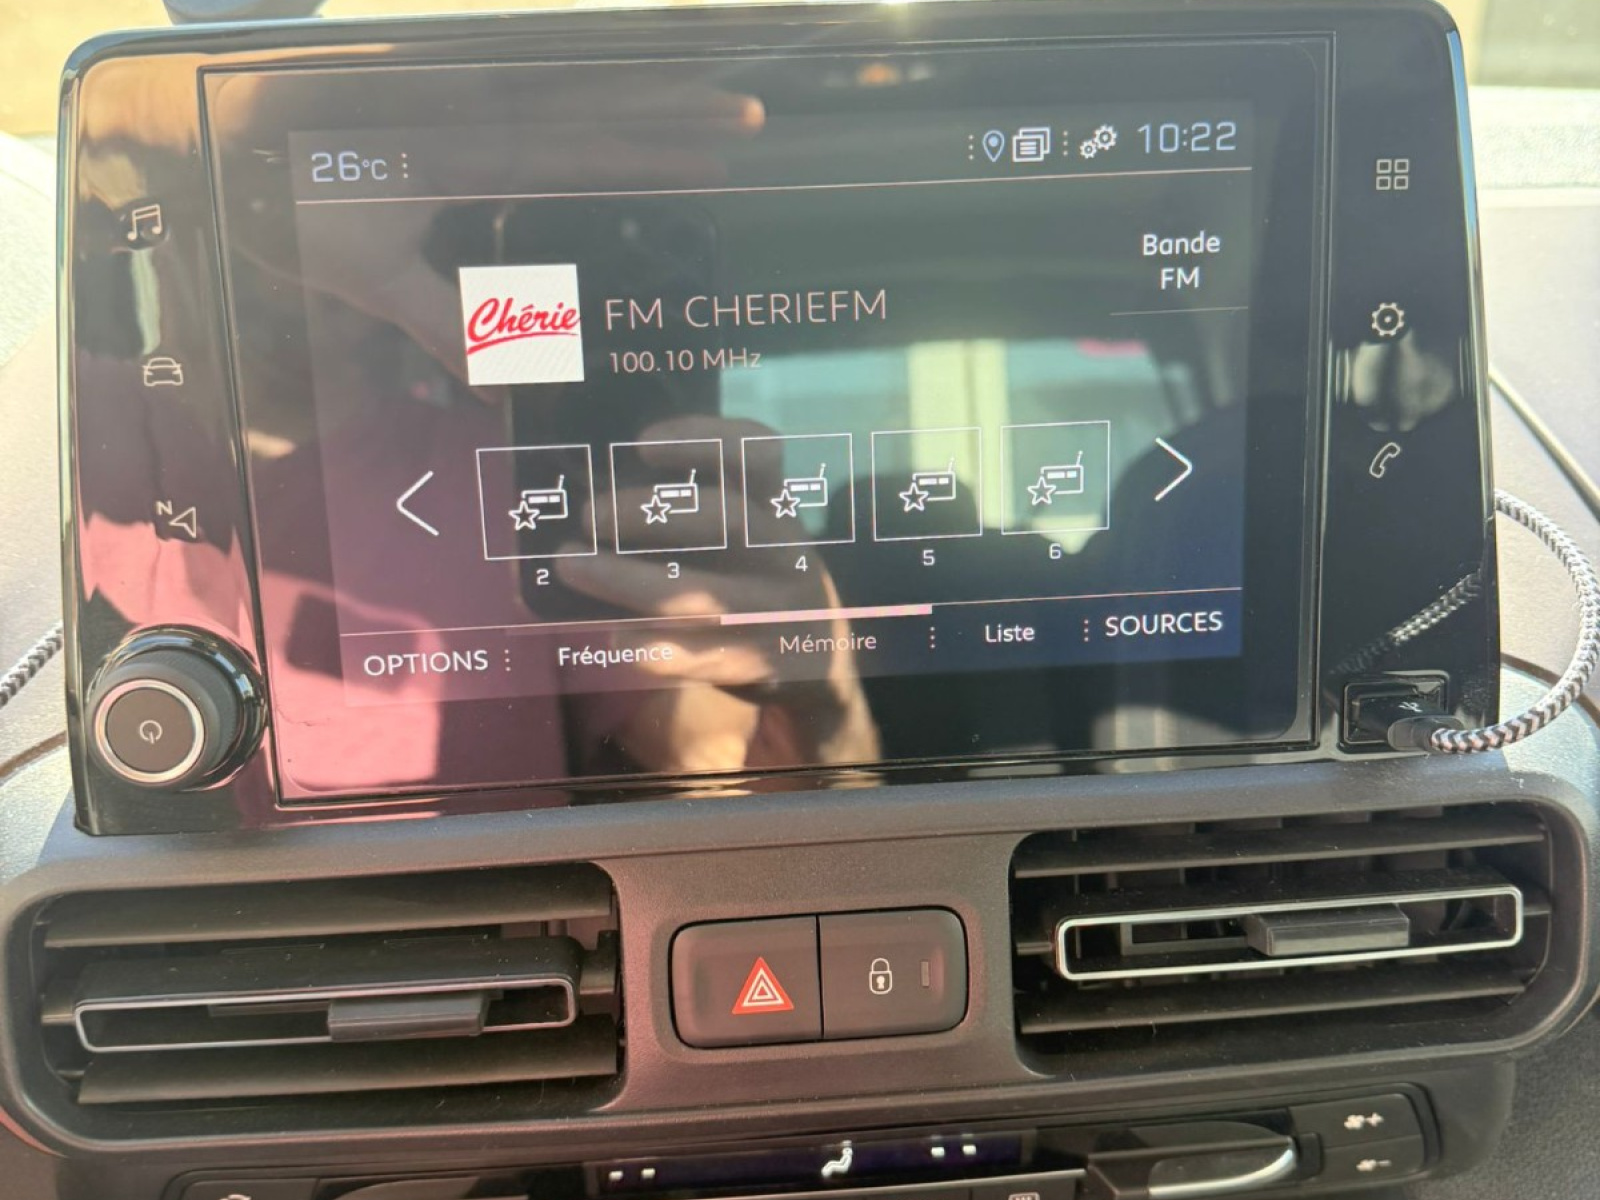 26°C
10:22
Bande
FM
Chérie
FM CHERIEFM
100.10 MHz
2 3 4 5 6
OPTIONS Fréquence Mémoire Liste SOURCES
N